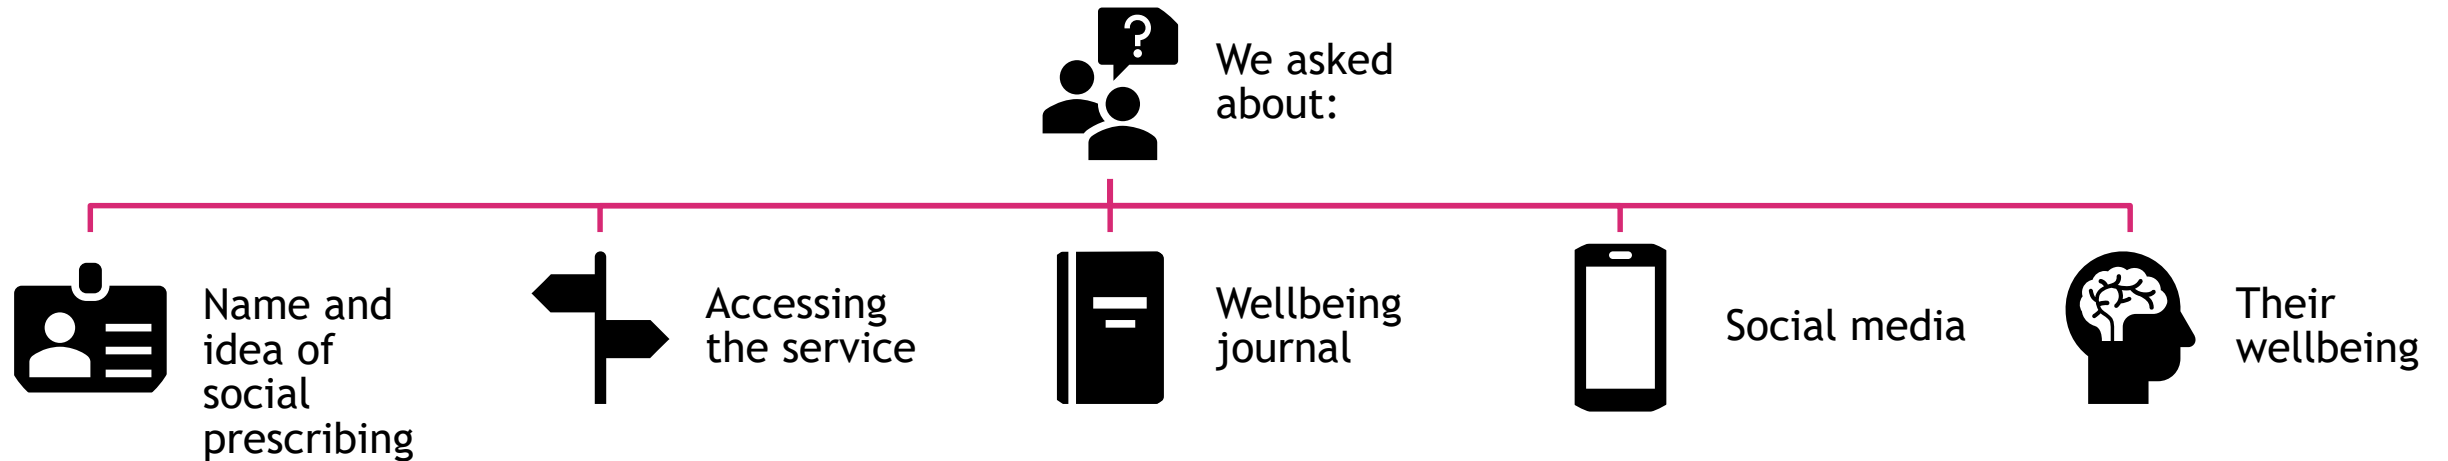 ?
We asked
about:
Name and
idea of
social
prescribing
Accessing
the service
Wellbeing
journal
Social media
Their
wellbeing